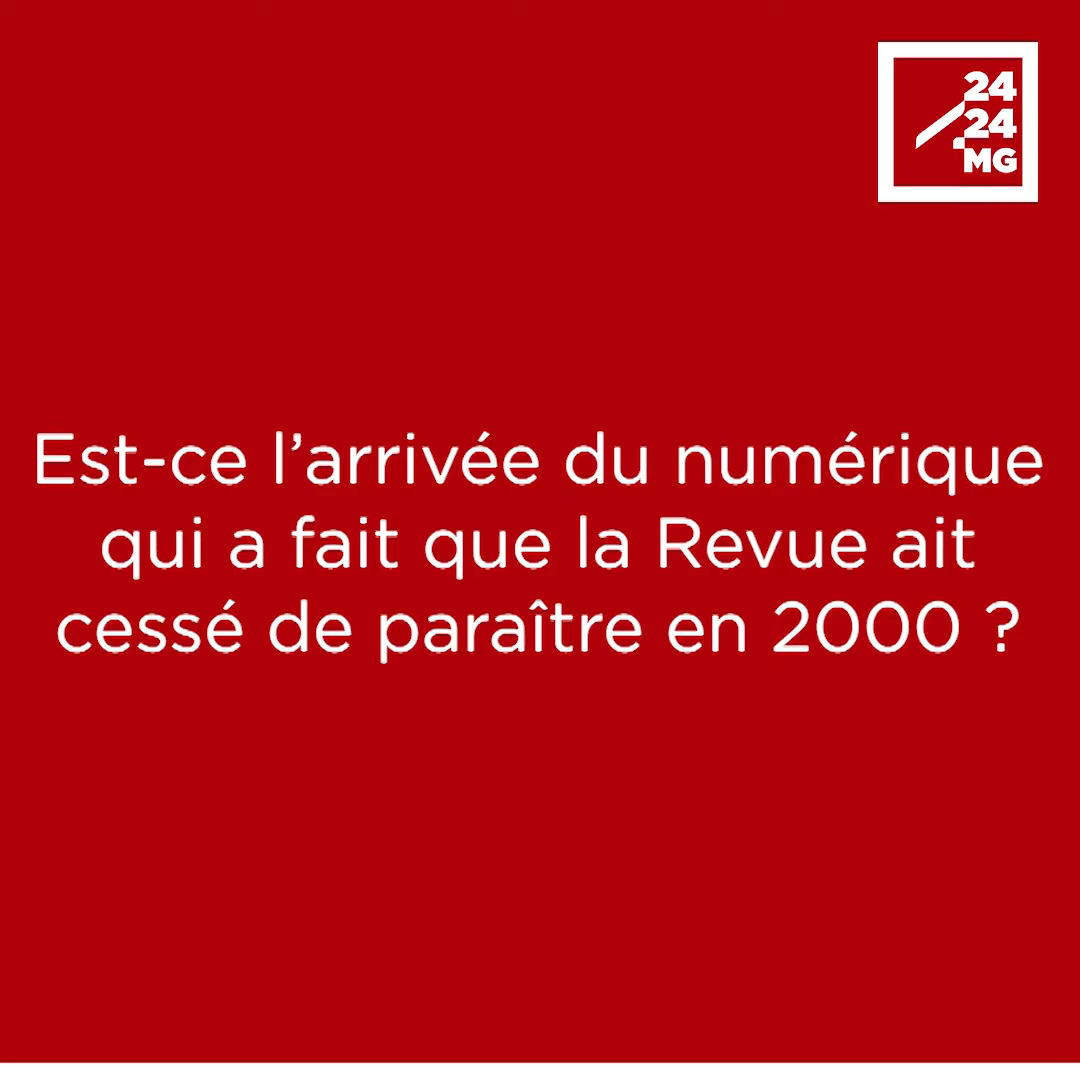 24
24
MG
Est-ce l’arrivée du numérique
qui a fait que la Revue ait
cessé de paraître en 2000 ?